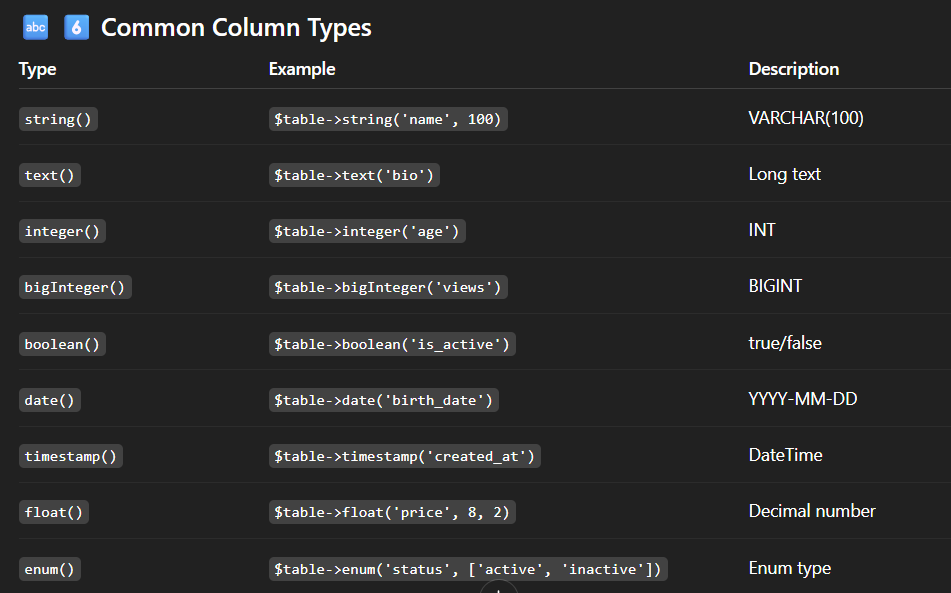 abc 6 Common Column Types
Type Example Description
string() $table->string('name', 100) VARCHAR(100)
text() $table->text('bio') Long text
integer() $table->integer('age') INT
bigInteger() $table->bigInteger('views') BIGINT
boolean() $table->boolean('is_active') true/false
date() $table->date('birth_date') YYYY-MM-DD
timestamp() $table->timestamp('created_at') DateTime
float() $table->float('price', 8, 2) Decimal number
enum() $table->enum('status', ['active', 'inactive']) Enum type